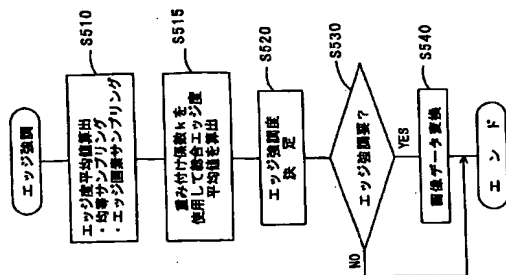 エッジ強調
S510
エッジ度平均値算出
・均等サンプリング
・エッジ画素サンプリング
S515
重み付け係数kを
使用して総合エッジ度
平均値を算出
S520
エッジ強調度
決　定
S530
エッジ強調要?
NO
YES
S540
画像データ変換
エ　ン　ド